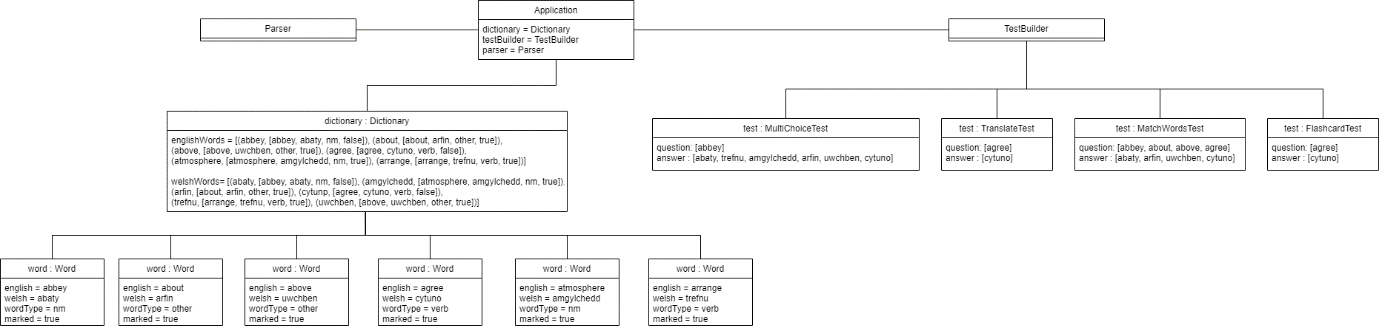 Parser
Application
dictionary = Dictionary
testBuilder = TestBuilder
parser = Parser
TestBuilder
dictionary : Dictionary
englishWords = [(abbey, [abbey, abaty, nm, false]), (about, [about, arfin, other, true]),
(above, [above, uwchben, other, true]), (agree, [agree, cytuno, verb, false]),
(atmosphere, [atmosphere, amgylchedd, nm, true]), (arrange, [arrange, trefnu, verb, true])]
welshWords= [(abaty, [abbey, abaty, nm, false]), (amgylchedd, [atmosphere, amgylchedd, nm, true]),
(arfin, [about, arfin, other, true]), (cytunp, [agree, cytuno, verb, false]),
(trefnu, [arrange, trefnu, verb, true]), (uwchben, [above, uwchben, other, true])]
test : MultiChoiceTest
question: [abbey]
answer : [abaty, trefnu, amgylchedd, arfin, uwchben, cytuno]
test : TranslateTest
question: [agree]
answer : [cytuno]
test : MatchWordsTest
question: [abbey, about, above, agree]
answer : [abaty, arfin, uwchben, cytuno]
test : FlashcardTest
question: [agree]
answer : [cytuno]
word : Word
english = abbey
welsh = abaty
wordType = nm
marked = true
word : Word
english = about
welsh = arfin
wordType = other
marked = true
word : Word
english = above
welsh = uwchben
wordType = other
marked = true
word : Word
english = agree
welsh = cytuno
wordType = verb
marked = true
word : Word
english = atmosphere
welsh = amgylchedd
wordType = nm
marked = true
word : Word
english = arrange
welsh = trefnu
wordType = verb
marked = true